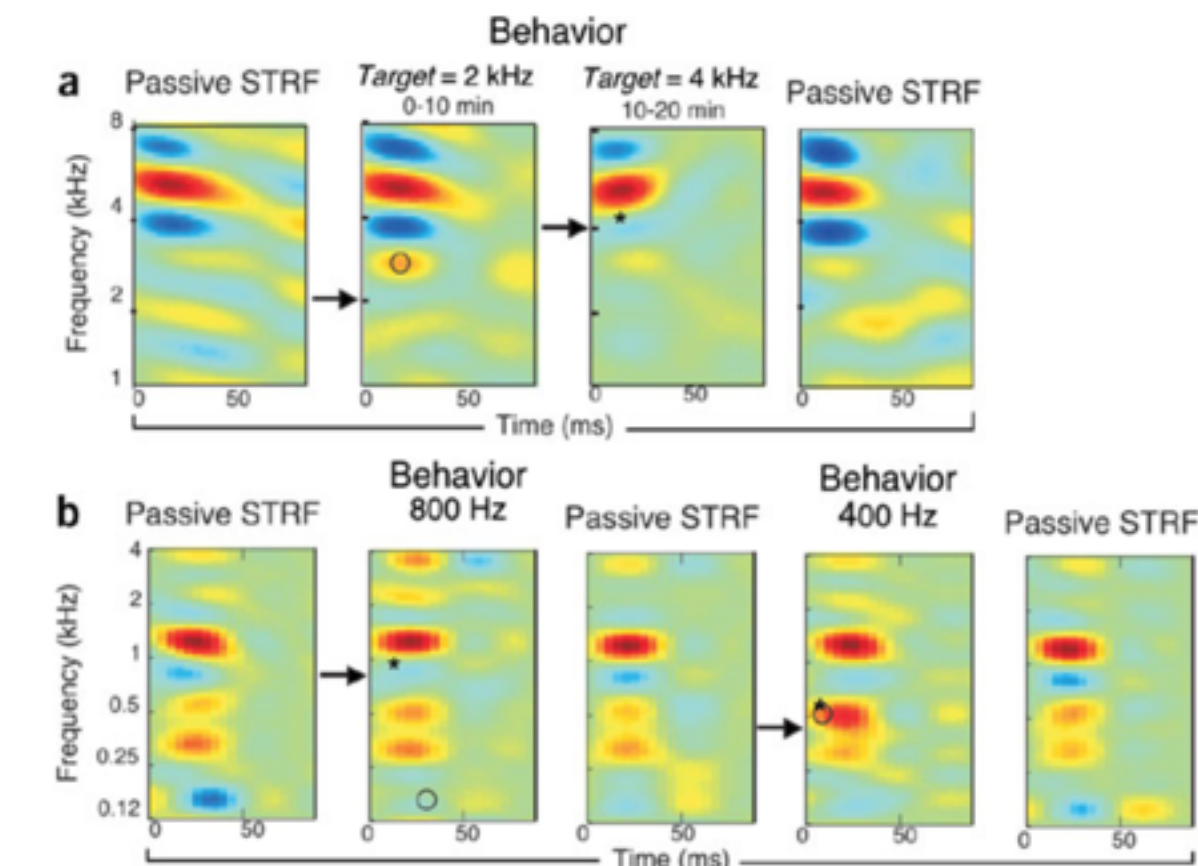 Behavior
a
Passive STRF
Target = 2 kHz
0-10 min
Target = 4 kHz
10-20 min
Passive STRF
Frequency (kHz)
8
4
2
1
0
50
0
50
0
50
0
50
Time (ms)
b
Passive STRF
Behavior
800 Hz
Passive STRF
Behavior
400 Hz
Passive STRF
Frequency (kHz)
4
2
1
0.5
0.25
0.12
0
50
0
50
0
50
0
50
0
50
Time (ms)